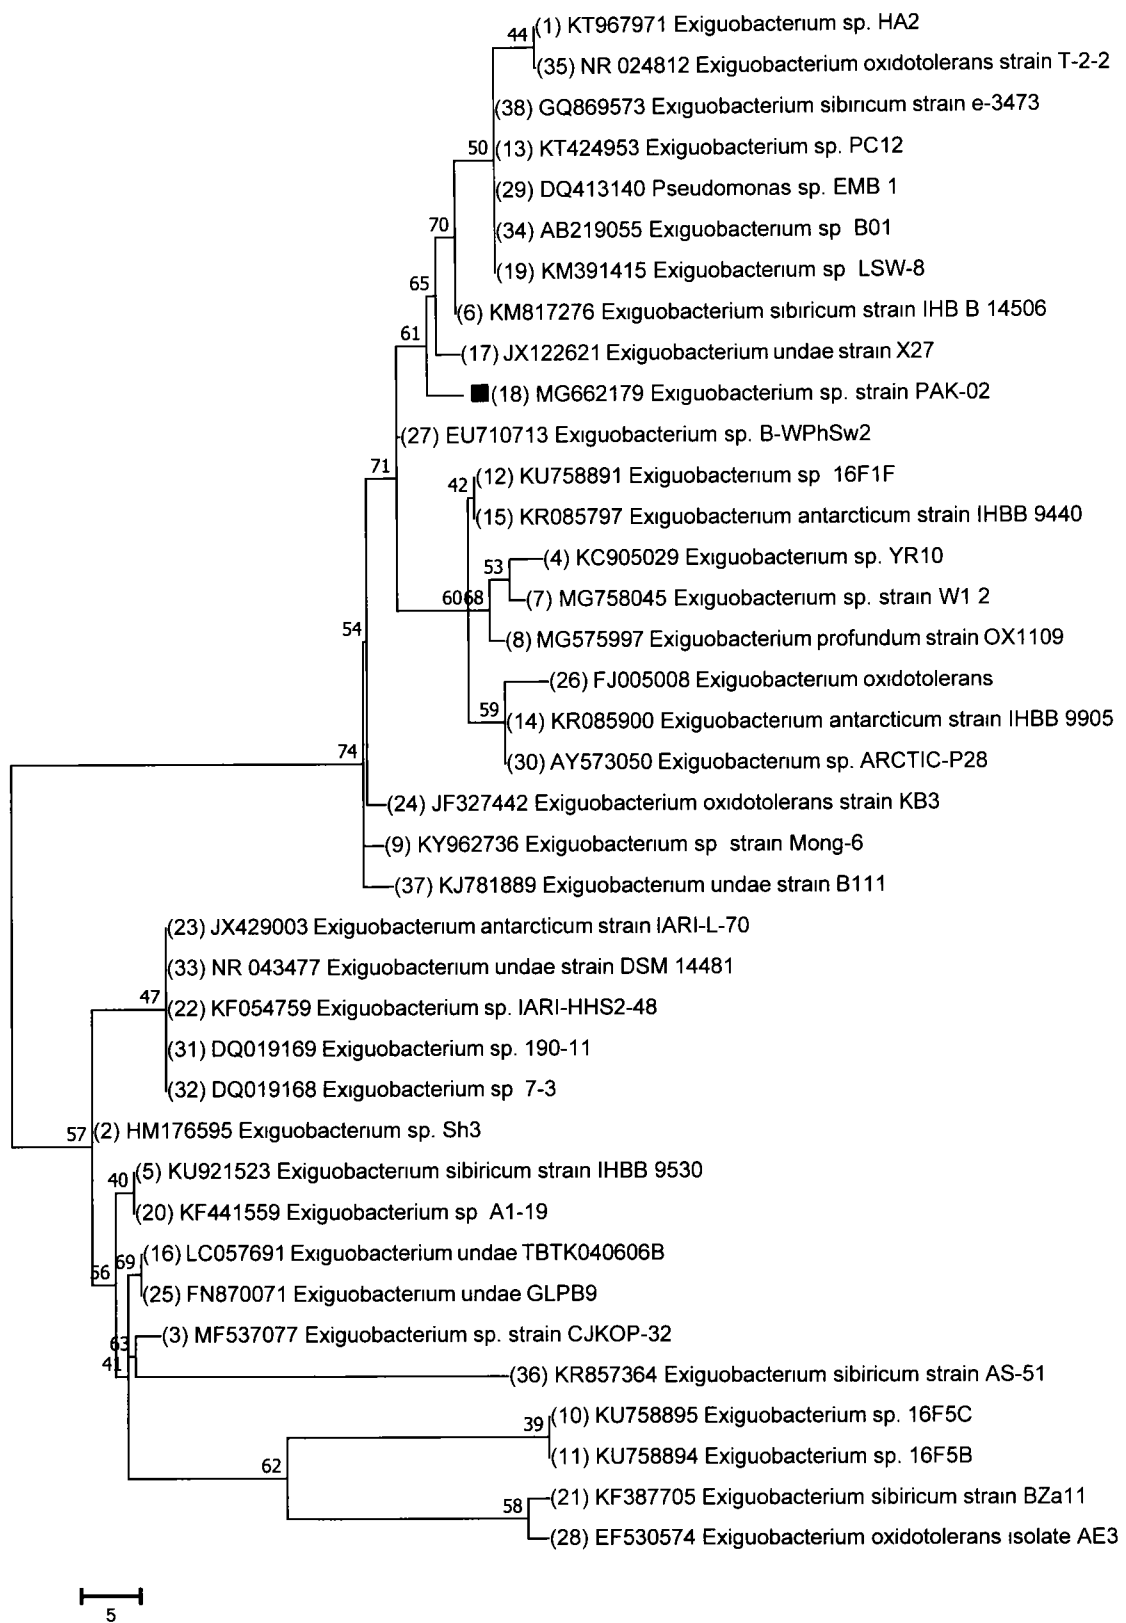 44
(1) KT967971 Exiguobacterium sp. HA2
(35) NR 024812 Exiguobacterium oxidotolerans strain T-2-2
(38) GQ869573 Exiguobacterium sibiricum strain e-3473
50
(13) KT424953 Exiguobacterium sp. PC12
(29) DQ413140 Pseudomonas sp. EMB 1
70
(34) AB219055 Exiguobacterium sp B01
(19) KM391415 Exiguobacterium sp LSW-8
65
(6) KM817276 Exiguobacterium sibiricum strain IHB B 14506
61
(17) JX122621 Exiguobacterium undae strain X27
(18) MG662179 Exiguobacterium sp. strain PAK-02
(27) EU710713 Exiguobacterium sp. B-WPhSw2
71
42
(12) KU758891 Exiguobacterium sp 16F1F
(15) KR085797 Exiguobacterium antarcticum strain IHBB 9440
53
(4) KC905029 Exiguobacterium sp. YR10
60
68
(7) MG758045 Exiguobacterium sp. strain W1 2
54
(8) MG575997 Exiguobacterium profundum strain OX1109
(26) FJ005008 Exiguobacterium oxidotolerans
59
(14) KR085900 Exiguobacterium antarcticum strain IHBB 9905
74
(30) AY573050 Exiguobacterium sp. ARCTIC-P28
(24) JF327442 Exiguobacterium oxidotolerans strain KB3
(9) KY962736 Exiguobacterium sp strain Mong-6
(37) KJ781889 Exiguobacterium undae strain B111
(23) JX429003 Exiguobacterium antarcticum strain IARI-L-70
(33) NR 043477 Exiguobacterium undae strain DSM 14481
47
(22) KF054759 Exiguobacterium sp. IARI-HHS2-48
(31) DQ019169 Exiguobacterium sp. 190-11
(32) DQ019168 Exiguobacterium sp 7-3
57
(2) HM176595 Exiguobacterium sp. Sh3
40
(5) KU921523 Exiguobacterium sibiricum strain IHBB 9530
(20) KF441559 Exiguobacterium sp A1-19
69
(16) LC057691 Exiguobacterium undae TBTK040606B
56
(25) FN870071 Exiguobacterium undae GLPB9
63
(3) MF537077 Exiguobacterium sp. strain CJKOP-32
41
(36) KR857364 Exiguobacterium sibiricum strain AS-51
39
(10) KU758895 Exiguobacterium sp. 16F5C
(11) KU758894 Exiguobacterium sp. 16F5B
62
58
(21) KF387705 Exiguobacterium sibiricum strain BZa11
(28) EF530574 Exiguobacterium oxidotolerans isolate AE3
5